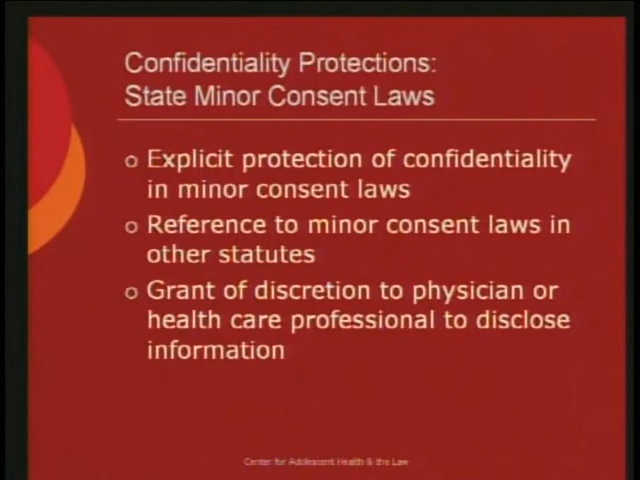 Confidentiality Protections:
State Minor Consent Laws
Explicit protection of confidentiality
in minor consent laws
Reference to minor consent laws in
other statutes
Grant of discretion to physician or
health care professional to disclose
information
Center for Adolescent Health & the Law